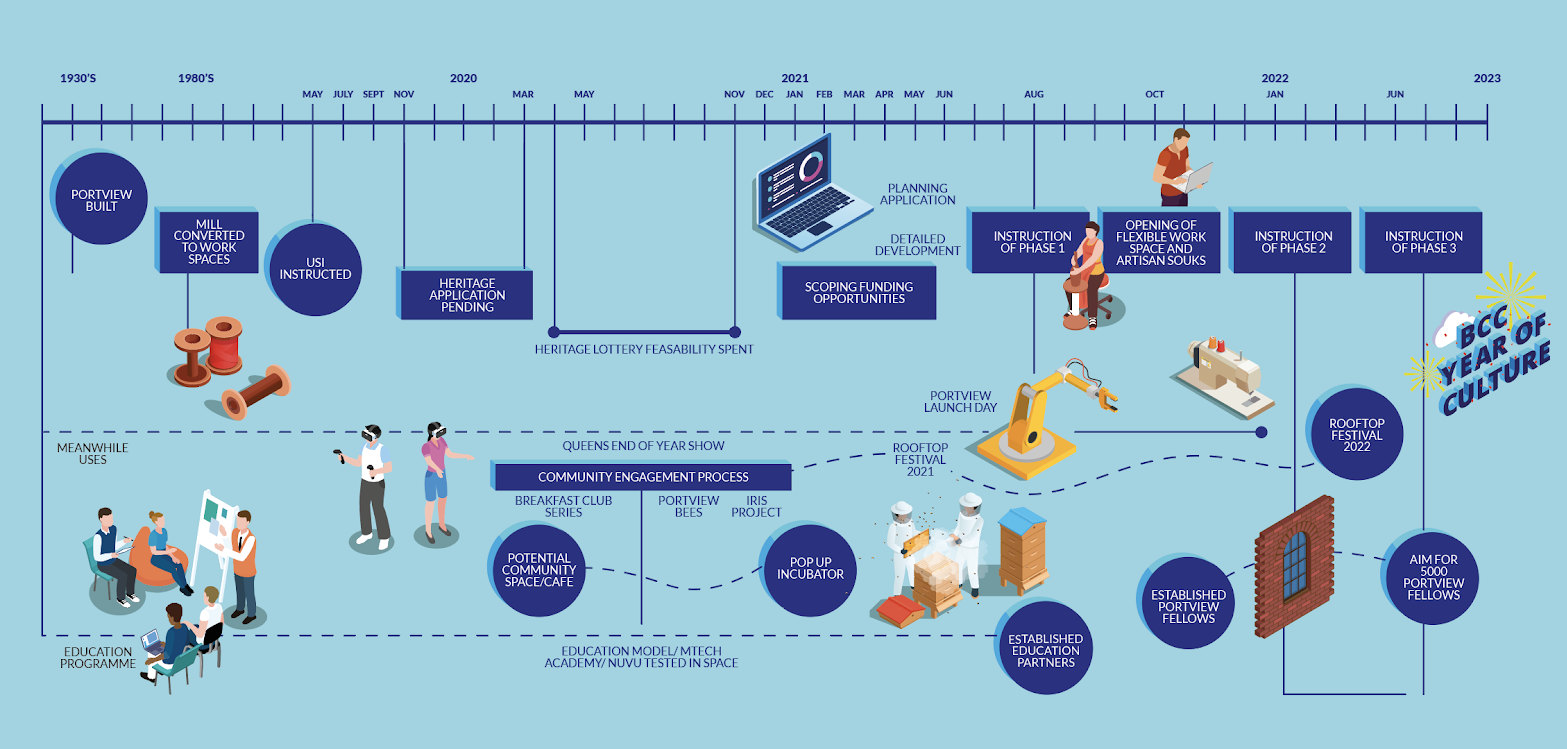 1930'S
1980'S
2020
2021
2022
2023
MAY
JULY
SEPT
NOV
MAR
MAY
NOV
DEC
JAN
FEB
MAR
APR
MAY
JUN
AUG
OCT
JAN
JUN
PORTVIEW
BUILT
MILL
CONVERTED
TO WORK
SPACES
USI
INSTRUCTED
HERITAGE
APPLICATION
PENDING
HERITAGE LOTTERY FEASABILITY SPENT
PLANNING
APPLICATION
DETAILED
DEVELOPMENT
SCOPING FUNDING
OPPORTUNITIES
INSTRUCTION
OF PHASE 1
OPENING OF
FLEXIBLE WORK
SPACE AND
ARTISAN SOUKS
INSTRUCTION
OF PHASE 2
INSTRUCTION
OF PHASE 3
BCC
YEAR OF
CULTURE
PORTVIEW
LAUNCH DAY
MEANWHILE
USES
QUEENS END OF YEAR SHOW
COMMUNITY ENGAGEMENT PROCESS
BREAKFAST CLUB
SERIES
PORTVIEW
BEES
IRIS
PROJECT
ROOFTOP
FESTIVAL
2021
ROOFTOP
FESTIVAL
2022
POTENTIAL
COMMUNITY
SPACE/CAFE
POP UP
INCUBATOR
ESTABLISHED
PORTVIEW
FELLOWS
AIM FOR
5000
PORTVIEW
FELLOWS
EDUCATION
PROGRAMME
EDUCATION MODEL/ MTECH
ACADEMY/ NUVU TESTED IN SPACE
ESTABLISHED
EDUCATION
PARTNERS